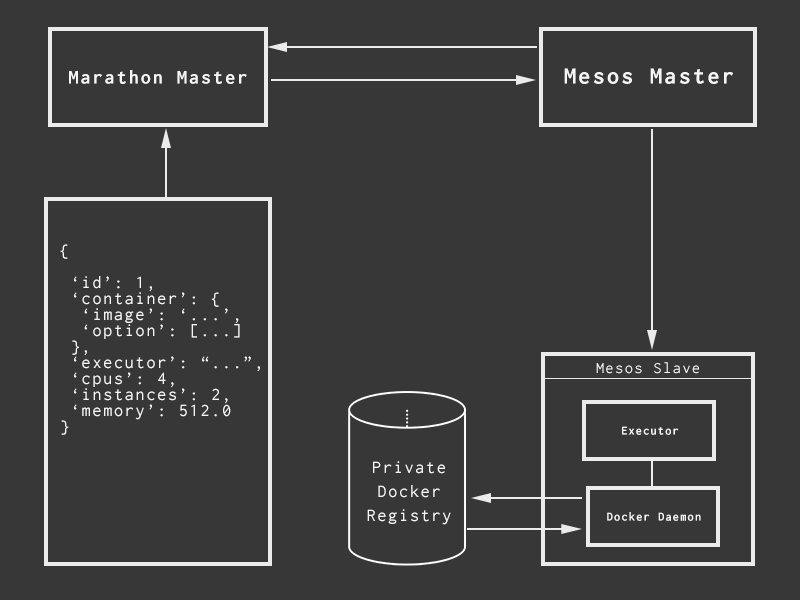 Marathon Master
Mesos Master
{
‘id’: 1,
‘container’: {
‘image’: ‘...’,
‘option’: [...]
},
‘executor’: “...”,
‘cpus’: 4,
‘instances’: 2,
‘memory’: 512.0
}
Private
Docker
Registry
Mesos Slave
Executor
Docker Daemon